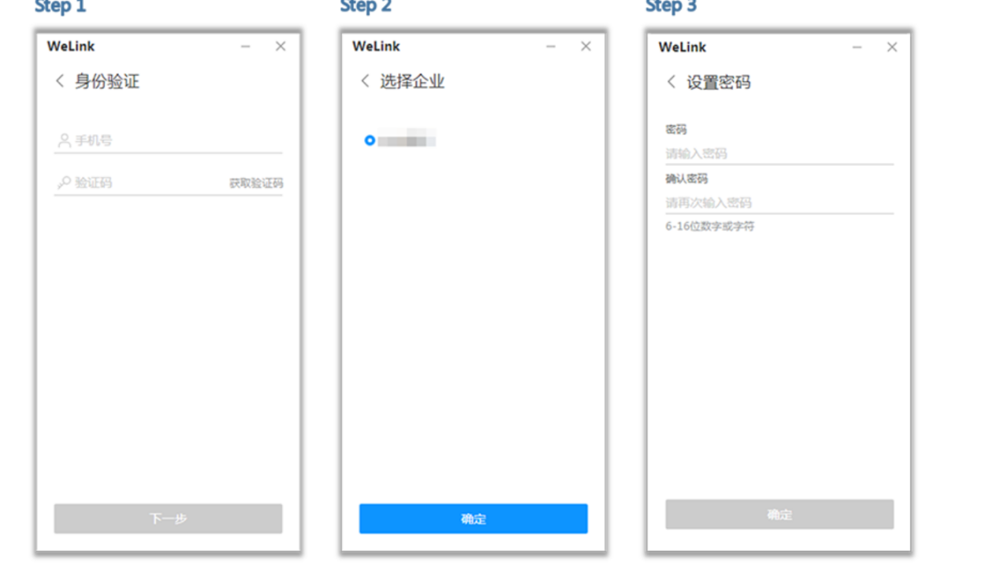 Step 1
WeLink
身份验证
手机号
验证码 获取验证码
下一步
Step 2
WeLink
选择企业
确定
Step 3
WeLink
设置密码
密码
请输入密码
确认密码
请再次输入密码
6-16位数字或字符
确定